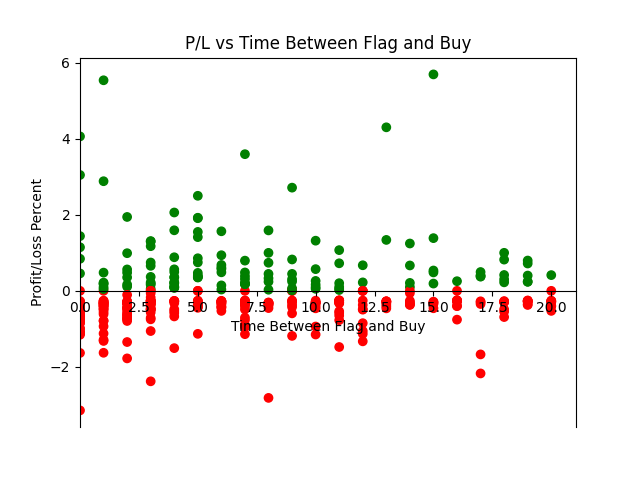 P/L vs Time Between Flag and Buy
Profit/Loss Percent
6
4
2
0
−2
0.0 2.5 5.0 7.5 10.0 12.5 15.0 17.5 20.0
Time Between Flag and Buy